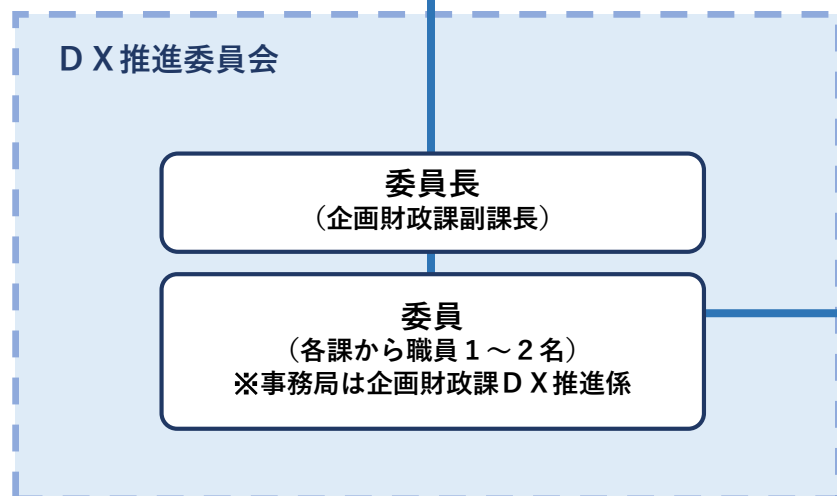 ＤＸ推進委員会
委員長
（企画財政課副課長）
委員
（各課から職員１～２名）
※事務局は企画財政課ＤＸ推進係